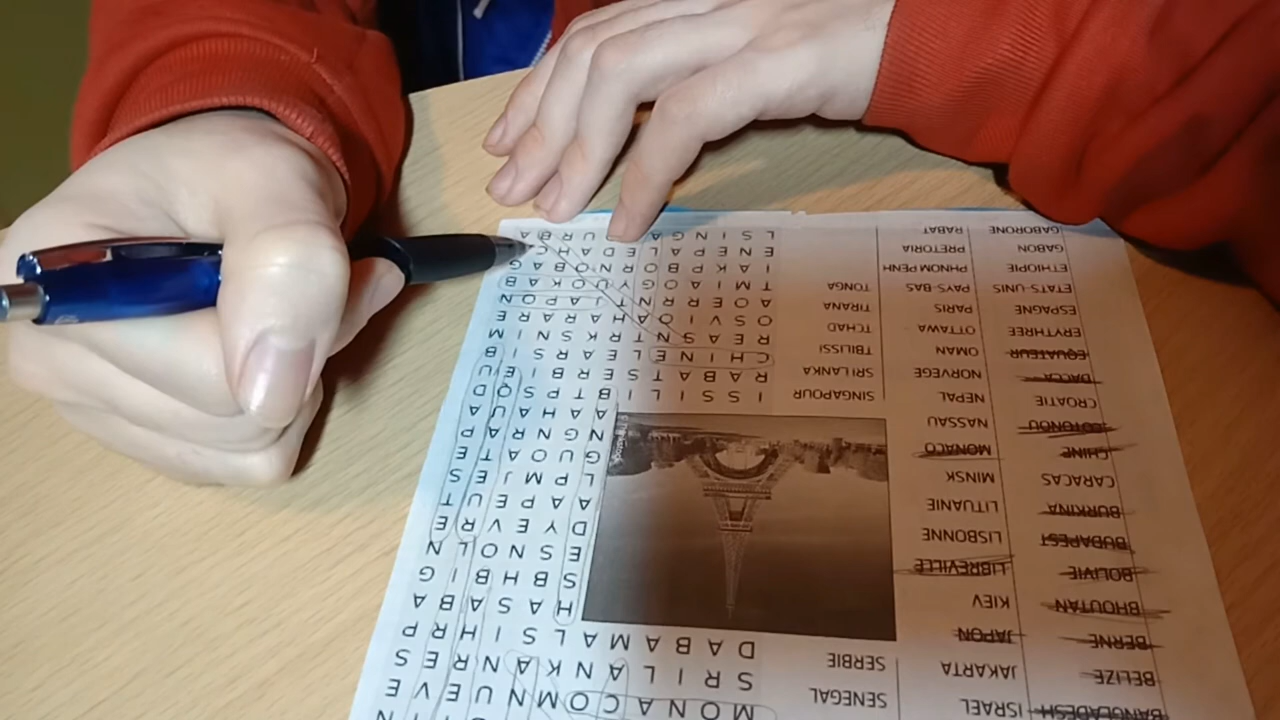 BANGLADESH
BELIZE
BERNE
BHOUTAN
BOLIVIE
BUDAPEST
BURKINA
CARACAS
CHINE
COTONOU
CROATIE
DACCA
EQUATEUR
ERYTHREE
ESPAGNE
ETATS-UNIS
ETHIOPIE
GABON
GABORONE
ISRAEL
JAKARTA
JAPON
KIEV
LIBREVILLE
LISBONNE
LITUANIE
MINSK
MONACO
NASSAU
NEPAL
NORVEGE
OMAN
OTTAWA
PARIS
PAYS-BAS
PHNOM PENH
PRETORIA
RABAT
SENEGAL
SERBIE
SINGAPOUR
SRI LANKA
TBILISSI
TCHAD
TIRANA
TONGA
M O N A C O M N U E V E
S R I L A N K A N R E S
D A B A M A L S I H R P
H A S A B A
S B H B I G
E S N O L N
D Y E V R E
A A P E U T
L P M J E S
G U O A T E
N G N R A P
I S S I L I B T P S Q D
R A B A T S E R B I E U
C H I N E L E A R S I B
R E A S N T R K S N I M
O S V I O A H A R A R E
A O E R R N T J A P O N
T M I A O G Y U O K A B
I A K P B O R N O B A G
E N E P A L E D A H C